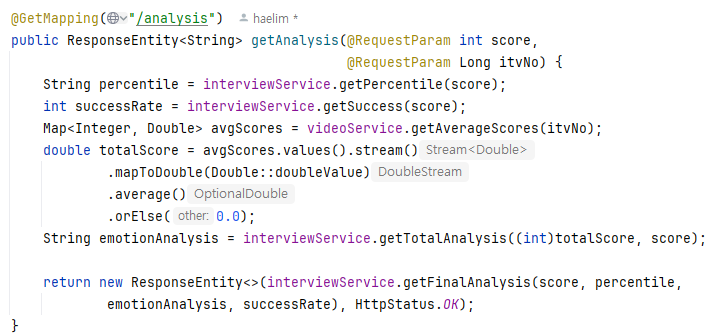 @GetMapping("/analysis") haelim *
public ResponseEntity<String> getAnalysis(@RequestParam int score,
@RequestParam Long itvNo) {
String percentile = interviewService.getPercentile(score);
int successRate = interviewService.getSuccess(score);
Map<Integer, Double> avgScores = videoService.getAverageScores(itvNo);
double totalScore = avgScores.values().stream() Stream<Double>
.mapToDouble(Double::doubleValue) DoubleStream
.average() OptionalDouble
.orElse( other: 0.0);
String emotionAnalysis = interviewService.getTotalAnalysis((int)totalScore, score);
return new ResponseEntity<>(interviewService.getFinalAnalysis(score, percentile,
emotionAnalysis, successRate), HttpStatus.OK);
}